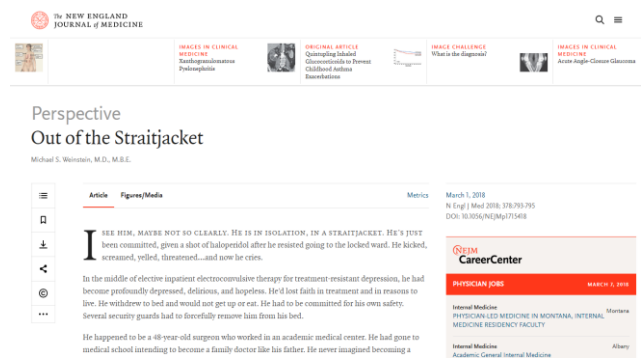 The NEW ENGLAND
JOURNAL of MEDICINE
IMAGES IN CLINICAL
MEDICINE
Xanthogranulomatous
Pyelonephritis
ORIGINAL ARTICLE
Quintupling Inhaled
Glucocorticoids to Prevent
Childhood Asthma
Exacerbations
IMAGE CHALLENGE
What is the diagnosis?
IMAGES IN CLINICAL
MEDICINE
Acute Angle-Closure Glaucoma
Perspective
Out of the Straitjacket
Michael S. Weinstein, M.D., M.B.E.
Article Figures/Media Metrics
I SEE HIM, MAYBE NOT SO CLEARLY. HE IS IN ISOLATION, IN A STRAITJACKET. HE'S JUST
been committed, given a shot of haloperidol after he resisted going to the locked ward. He kicked,
screamed, yelled, threatened...and now he cries.
In the middle of elective inpatient electroconvulsive therapy for treatment-resistant depression, he had
become profoundly depressed, delirious, and hopeless. He'd lost faith in treatment and in reasons to
live. He withdrew to bed and would not get up or eat. He had to be committed for his own safety.
Several security guards had to forcefully remove him from his bed.
He happened to be a 48-year-old surgeon who worked in an academic medical center. He had gone to
medical school intending to become a family doctor like his father. He never imagined becoming a
March 1, 2018
N Engl J Med 2018; 378:793-795
DOI: 10.1056/NEJMp1715418
NEJM
CareerCenter
PHYSICIAN JOBS MARCH 7, 2018
Internal Medicine Montana
PHYSICIAN-LED MEDICINE IN MONTANA, INTERNAL
MEDICINE RESIDENCY FACULTY
Internal Medicine Albany
Academic General Internal Medicine